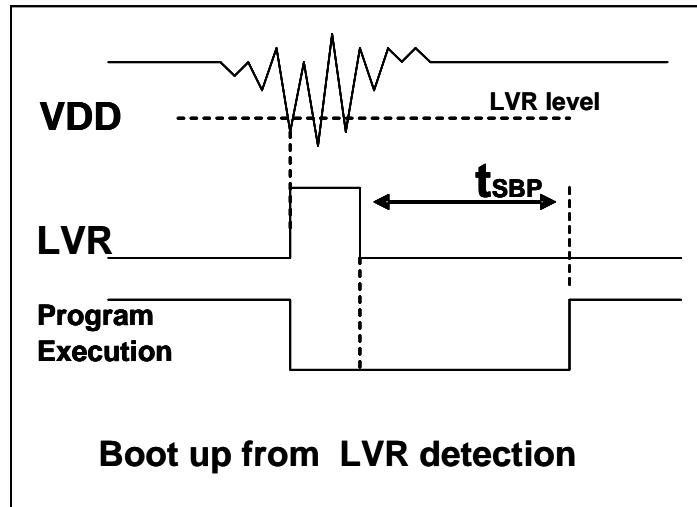 LVR level
VDD
tSBP
LVR
Program
Execution
Boot up from LVR detection